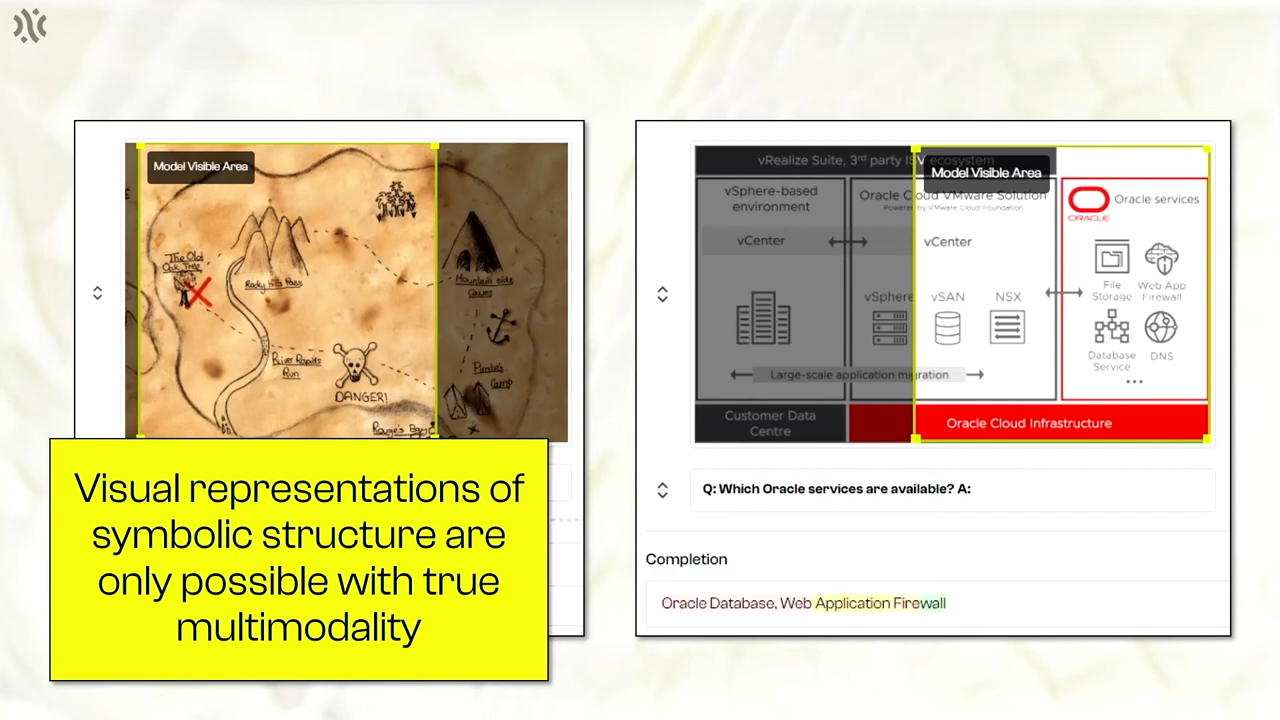 Model Visible Area
The Old
Oak Tree
Rocky Hills Pass
Mountain side
Caves
River Rapids
Run
DANGER!
Pirate's
Camp
Rouge's Bay
Visual representations of
symbolic structure are
only possible with true
multimodality
vRealize Suite, 3rd party ISV ecosystem
Model Visible Area
vSphere-based
environment
Oracle Cloud VMware Solution
Powered by VMware Cloud Foundation
ORACLE
Oracle services
vCenter
vCenter
File
Storage
Web App
Firewall
vSphere
vSAN
NSX
Database
Service
DNS
...
Large-scale application migration
Customer Data
Centre
Oracle Cloud Infrastructure
Q: Which Oracle services are available? A:
Completion
Oracle Database, Web Application Firewall